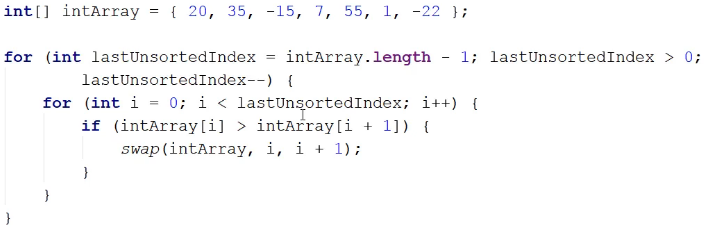 int[] intArray = { 20, 35, -15, 7, 55, 1, -22 };
for (int lastUnsortedIndex = intArray.length - 1; lastUnsortedIndex > 0;
        lastUnsortedIndex--) {
    for (int i = 0; i < lastUnsortedIndex; i++) {
        if (intArray[i] > intArray[i + 1]) {
            swap(intArray, i, i + 1);
        }
    }
}